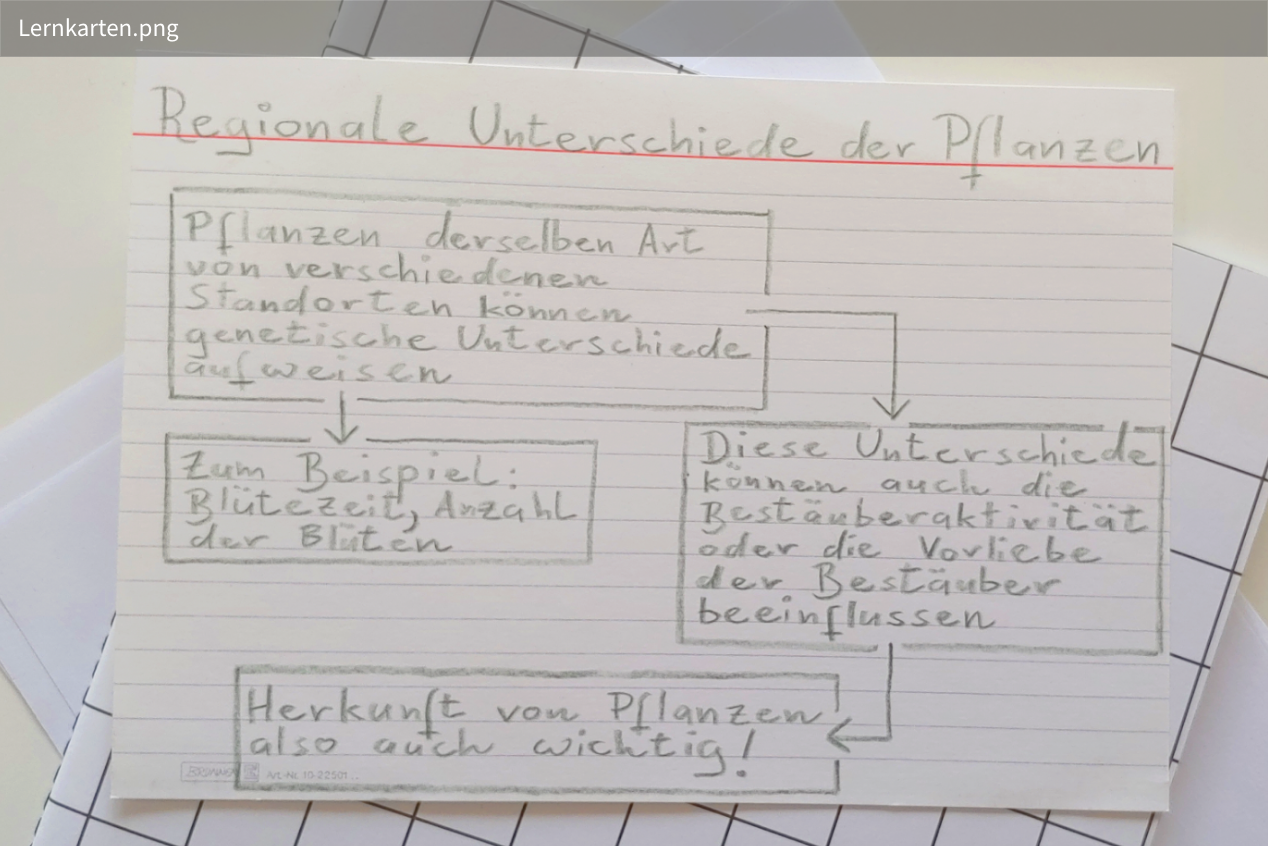 Lernkarten.png
Regionale Unterschiede der Pflanzen
Pflanzen derselben Art
von verschiedenen
Standorten können
genetische Unterschiede
aufweisen
Zum Beispiel:
Blütezeit, Anzahl
der Blüten
Diese Unterschiede
können auch die
Bestäuberaktivität
oder die Vorliebe
der Bestäuber
beeinflussen
Herkunft von Pflanzen
also auch wichtig!
Art.-Nr. 10-22501